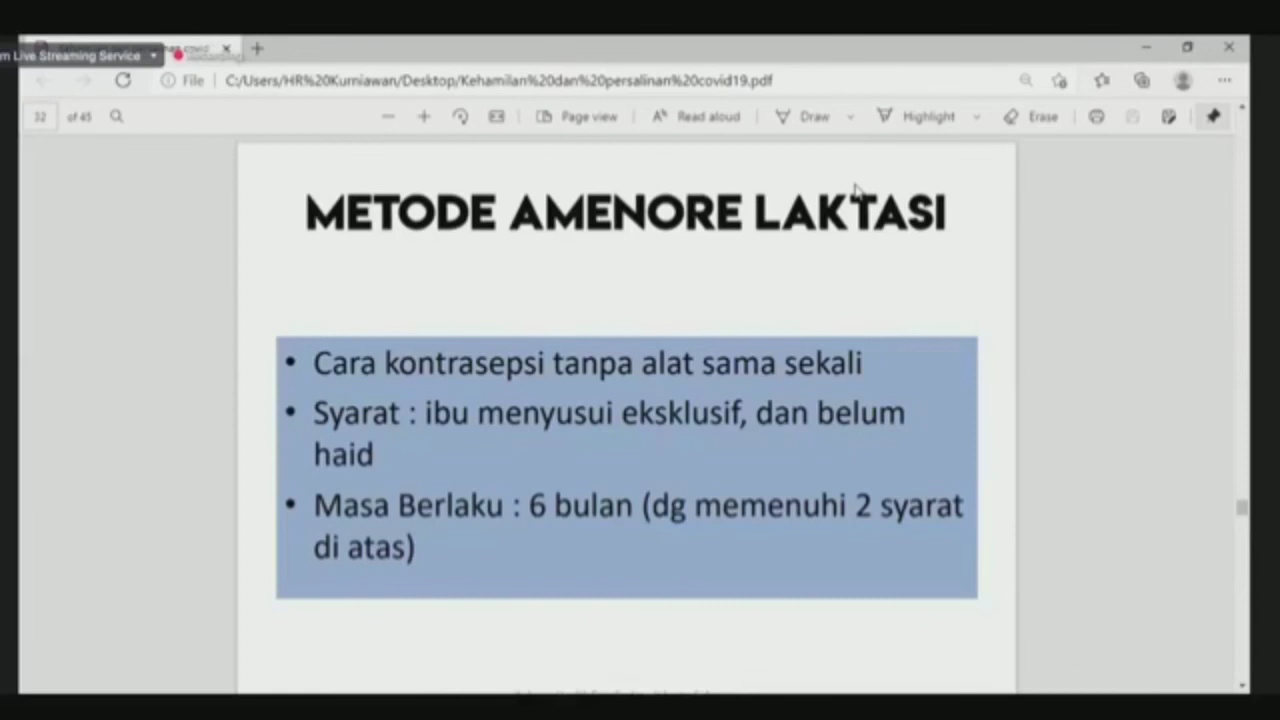 m Live Streaming Service
File
C:/Users/HR%20Kurniawan/Desktop/Kehamilan%20dan%20persalinan%20covid19.pdf
32 of 45
Page view
Read aloud
Draw
Highlight
Erase
METODE AMENORE LAKTASI
• Cara kontrasepsi tanpa alat sama sekali
• Syarat : ibu menyusui eksklusif, dan belum
haid
• Masa Berlaku : 6 bulan (dg memenuhi 2 syarat
di atas)